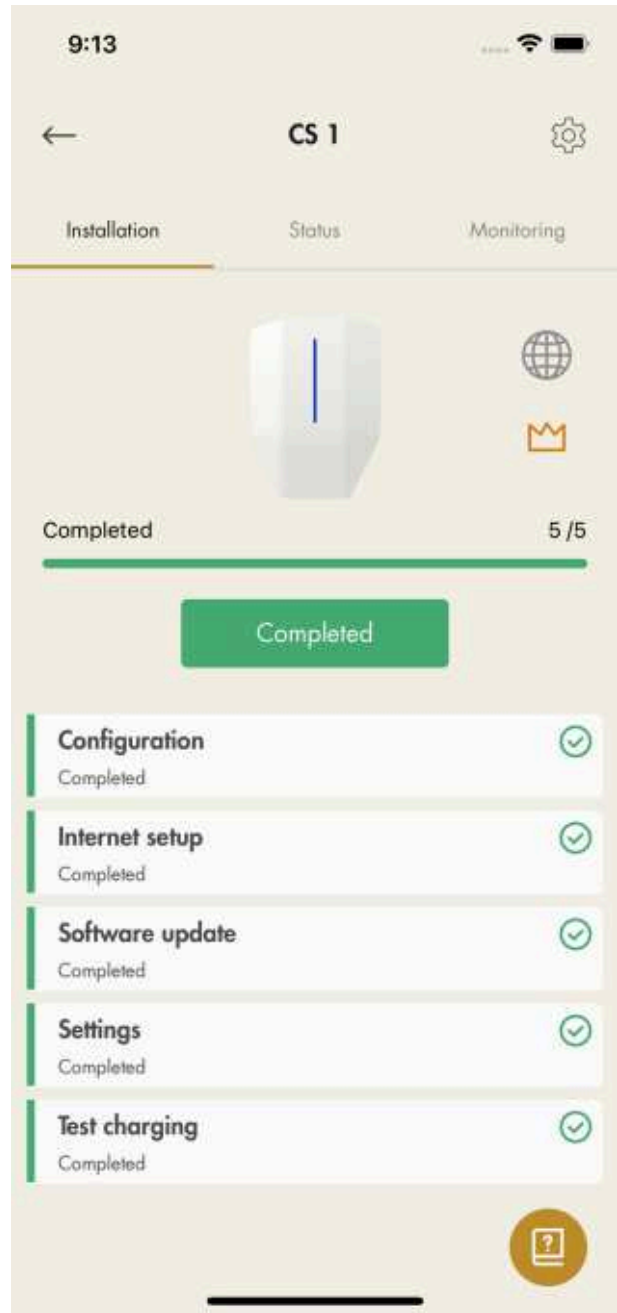 9:13
CS 1
Installation Status Monitoring
Completed 5 /5
Completed
Configuration
Completed
Internet setup
Completed
Software update
Completed
Settings
Completed
Test charging
Completed
?